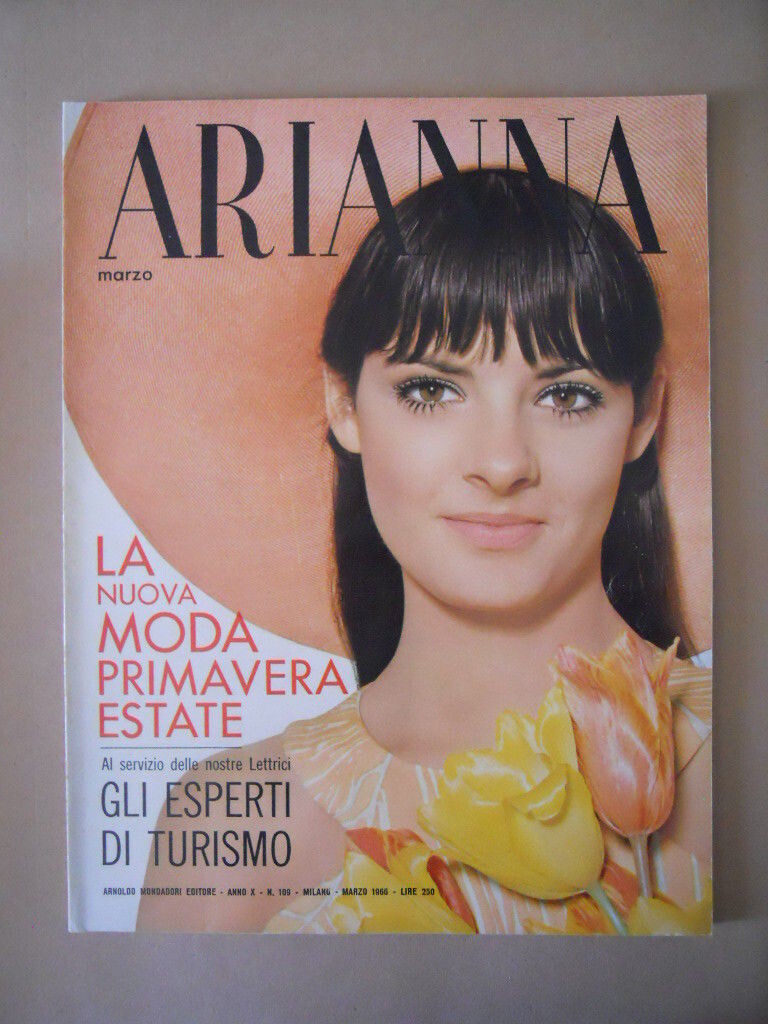 ARIANNA
marzo
LA
NUOVA
MODA
PRIMAVERA
ESTATE
Al servizio delle nostre Lettrici
GLI ESPERTI
DI TURISMO
ARNOLDO MONDADORI EDITORE - ANNO X - N. 109 - MILANO - MARZO 1966 - LIRE 250